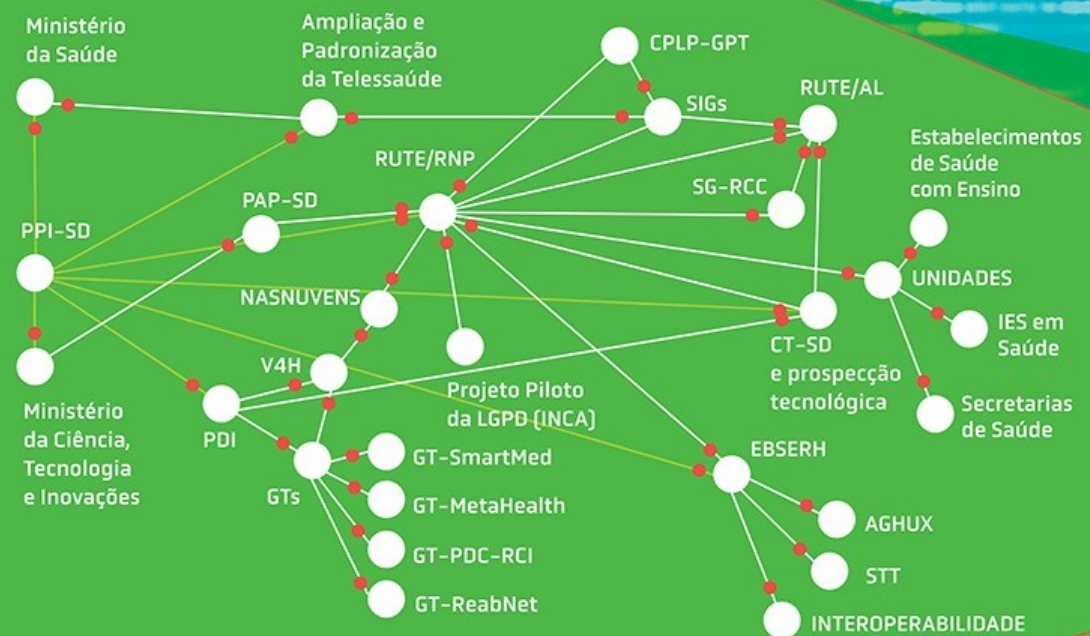 Ministério
da Saúde
Ampliação e
Padronização
da Telessaúde
CPLP-GPT
SIGs
RUTE/AL
Estabelecimentos
de Saúde
com Ensino
RUTE/RNP
SG-RCC
PAP-SD
PPI-SD
UNIDADES
NASNUVENS
IES em
Saúde
CT-SD
e prospecção
tecnológica
V4H
Projeto Piloto
da LGPD (INCA)
Secretarias
de Saúde
Ministério
da Ciência,
Tecnologia
e Inovações
PDI
EBSERH
GT-SmartMed
GTs
GT-MetaHealth
AGHUX
GT-PDC-RCI
STT
GT-ReabNet
INTEROPERABILIDADE